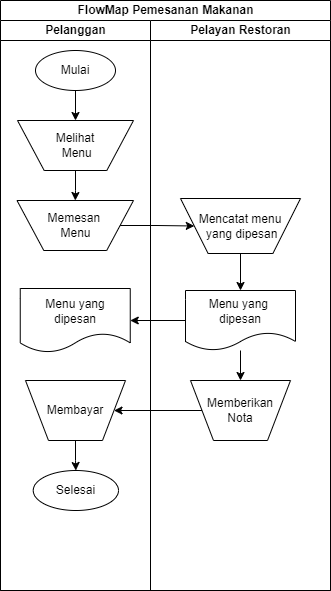 FlowMap Pemesanan Makanan
Pelanggan
Pelayan Restoran
Mulai
Melihat
Menu
Memesan
Menu
Mencatat menu
yang dipesan
Menu yang
dipesan
Menu yang
dipesan
Membayar
Memberikan
Nota
Selesai